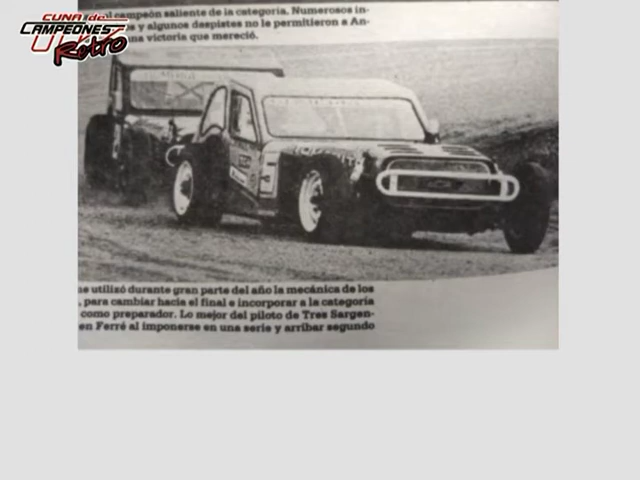 CUNA de
CAMPEONES
Retro
campeón saliente de la categoría. Numerosos in-
s y algunos despistes no le permitieron a An-
una victoria que mereció.
ue utilizó durante gran parte del año la mecánica de los
, para cambiar hacia el final e incorporar a la categoría
como preparador. Lo mejor del piloto de Tres Sargen-
en Ferré al imponerse en una serie y arribar segundo